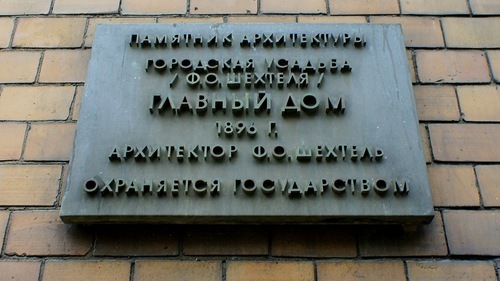 ПАМЯТНИК АРХИТЕКТУРЫ
ГОРОДСКАЯ УСАДЬБА
/ Ф.О. ШЕХТЕЛЯ /
ГЛАВНЫЙ ДОМ
1896 Г.
АРХИТЕКТОР Ф.О. ШЕХТЕЛЬ
ОХРАНЯЕТСЯ ГОСУДАРСТВОМ